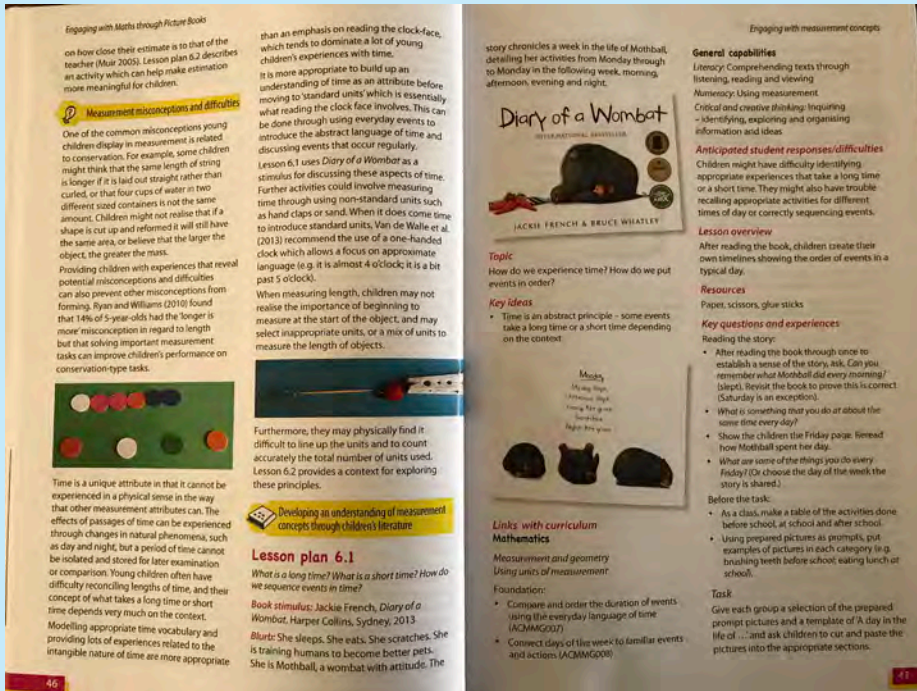 Engaging with Maths through Picture Books
on how close their estimate is to that of the
teacher (Muir 2005). Lesson plan 6.2 describes
an activity which can help make estimation
more meaningful for children.
Measurement misconceptions and difficulties
One of the common misconceptions young
children display in measurement is related
to conservation. For example, some children
might think that the same length of string
is longer if it is laid out straight rather than
curled, or that four cups of water in two
different sized containers is not the same
amount. Children might not realise that if a
shape is cut up and reformed it will still have
the same area, or believe that the larger the
object, the greater the mass.
Providing children with experiences that reveal
potential misconceptions and difficulties
can also prevent other misconceptions from
forming. Ryan and Williams (2010) found
that 14% of 5-year-olds had the 'longer is
more' misconception in regard to length
but that solving important measurement
tasks can improve children's performance on
conservation-type tasks.
Time is a unique attribute in that it cannot be
experienced in a physical sense in the way
that other measurement attributes can. The
effects of passages of time can be experienced
through changes in natural phenomena, such
as day and night, but a period of time cannot
be isolated and stored for later examination
or comparison. Young children often have
difficulty reconciling lengths of time, and their
concept of what takes a long time or short
time depends very much on the context.
Modelling appropriate time vocabulary and
providing lots of experiences related to the
intangible nature of time are more appropriate
46
than an emphasis on reading the clock-face,
which tends to dominate a lot of young
children's experiences with time.
It is more appropriate to build up an
understanding of time as an attribute before
moving to 'standard units' which is essentially
what reading the clock face involves. This can
be done through using everyday events to
introduce the abstract language of time and
discussing events that occur regularly.
Lesson 6.1 uses Diary of a Wombat as a
stimulus for discussing these aspects of time.
Further activities could involve measuring
time through using non-standard units such
as hand claps or sand. When it does come time
to introduce standard units, Van de Walle et al.
(2013) recommend the use of a one-handed
clock which allows a focus on approximate
language (e.g. it is almost 4 o'clock; it is a bit
past 5 o'clock).
When measuring length, children may not
realise the importance of beginning to
measure at the start of the object, and may
select inappropriate units, or a mix of units to
measure the length of objects.
Furthermore, they may physically find it
difficult to line up the units and to count
accurately the total number of units used.
Lesson 6.2 provides a context for exploring
these principles.
Developing an understanding of measurement
concepts through children's literature
Lesson plan 6.1
What is a long time? What is a short time? How do
we sequence events in time?
Book stimulus: Jackie French, Diary of a
Wombat, Harper Collins, Sydney, 2013
Blurb: She sleeps. She eats. She scratches. She
is training humans to become better pets.
She is Mothball, a wombat with attitude. The
story chronicles a week in the life of Mothball,
detailing her activities from Monday through
to Monday in the following week, morning,
afternoon, evening and night.
Diary of a Wombat
INTERNATIONAL BESTSELLER
JACKIE FRENCH & BRUCE WHATLEY
Topic
How do we experience time? How do we put
events in order?
Key ideas
• Time is an abstract principle – some events
take a long time or a short time depending
on the context
Monday
Morning: Slept.
Afternoon: Slept.
Evening: Ate grass.
Night: Ate grass.
Links with curriculum
Mathematics
Measurement and geometry
Using units of measurement
Foundation:
• Compare and order the duration of events
using the everyday language of time
(ACMMG007)
• Connect days of the week to familiar events
and actions (ACMMG008)
Engaging with measurement concepts
General capabilities
Literacy: Comprehending texts through
listening, reading and viewing
Numeracy: Using measurement
Critical and creative thinking: Inquiring
– identifying, exploring and organising
information and ideas
Anticipated student responses/difficulties
Children might have difficulty identifying
appropriate experiences that take a long time
or a short time. They might also have trouble
recalling appropriate activities for different
times of day or correctly sequencing events.
Lesson overview
After reading the book, children create their
own timelines showing the order of events in a
typical day.
Resources
Paper, scissors, glue sticks
Key questions and experiences
Reading the story:
• After reading the book through once to
establish a sense of the story, ask, Can you
remember what Mothball did every morning?
(slept). Revisit the book to prove this is correct
(Saturday is an exception).
• What is something that you do at about the
same time every day?
• Show the children the Friday page. Reread
how Mothball spent her day.
• What are some of the things you do every
Friday? (Or choose the day of the week the
story is shared.)
Before the task:
• As a class, make a table of the activities done
before school, at school and after school.
• Using prepared pictures as prompts, put
examples of pictures in each category (e.g.
brushing teeth before school; eating lunch at
school).
Task
Give each group a selection of the prepared
prompt pictures and a template of 'A day in the
life of …' and ask children to cut and paste the
pictures into the appropriate sections.
47